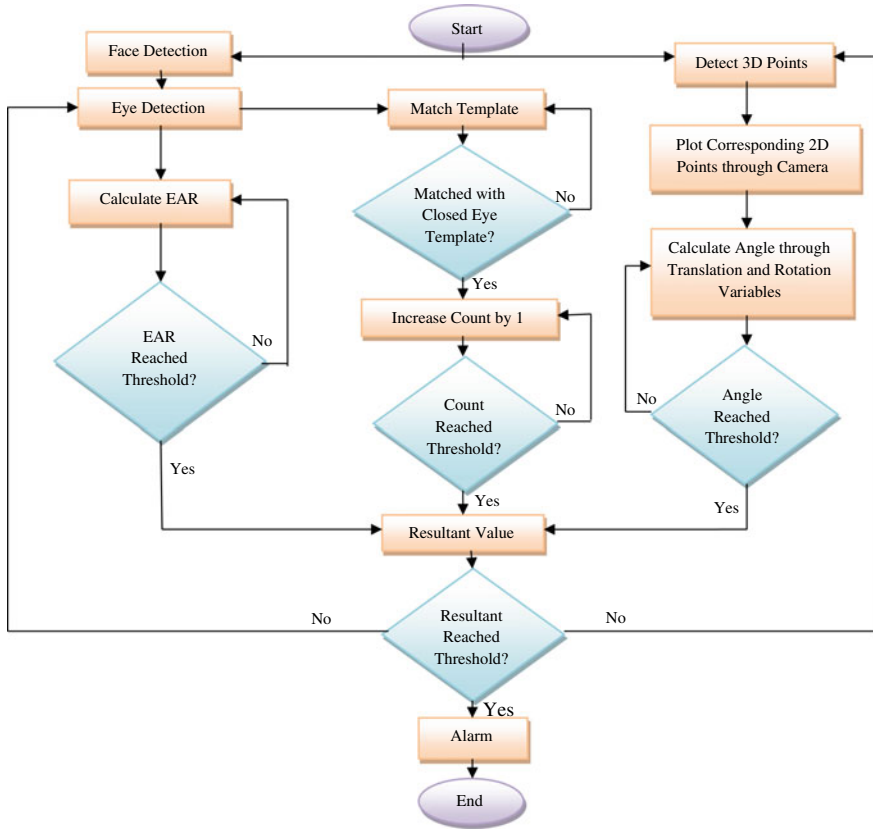 Start
Face Detection
Detect 3D Points
Eye Detection
Match Template
Plot Corresponding 2D
Points through Camera
Calculate EAR
Matched with
Closed Eye
Template?
No
Yes
Calculate Angle through
Translation and Rotation
Variables
Increase Count by 1
EAR
Reached
Threshold?
No
Yes
Count
Reached
Threshold?
No
Yes
Angle
Reached
Threshold?
No
Yes
Resultant Value
Resultant
Reached
Threshold?
No
No
Yes
Alarm
End